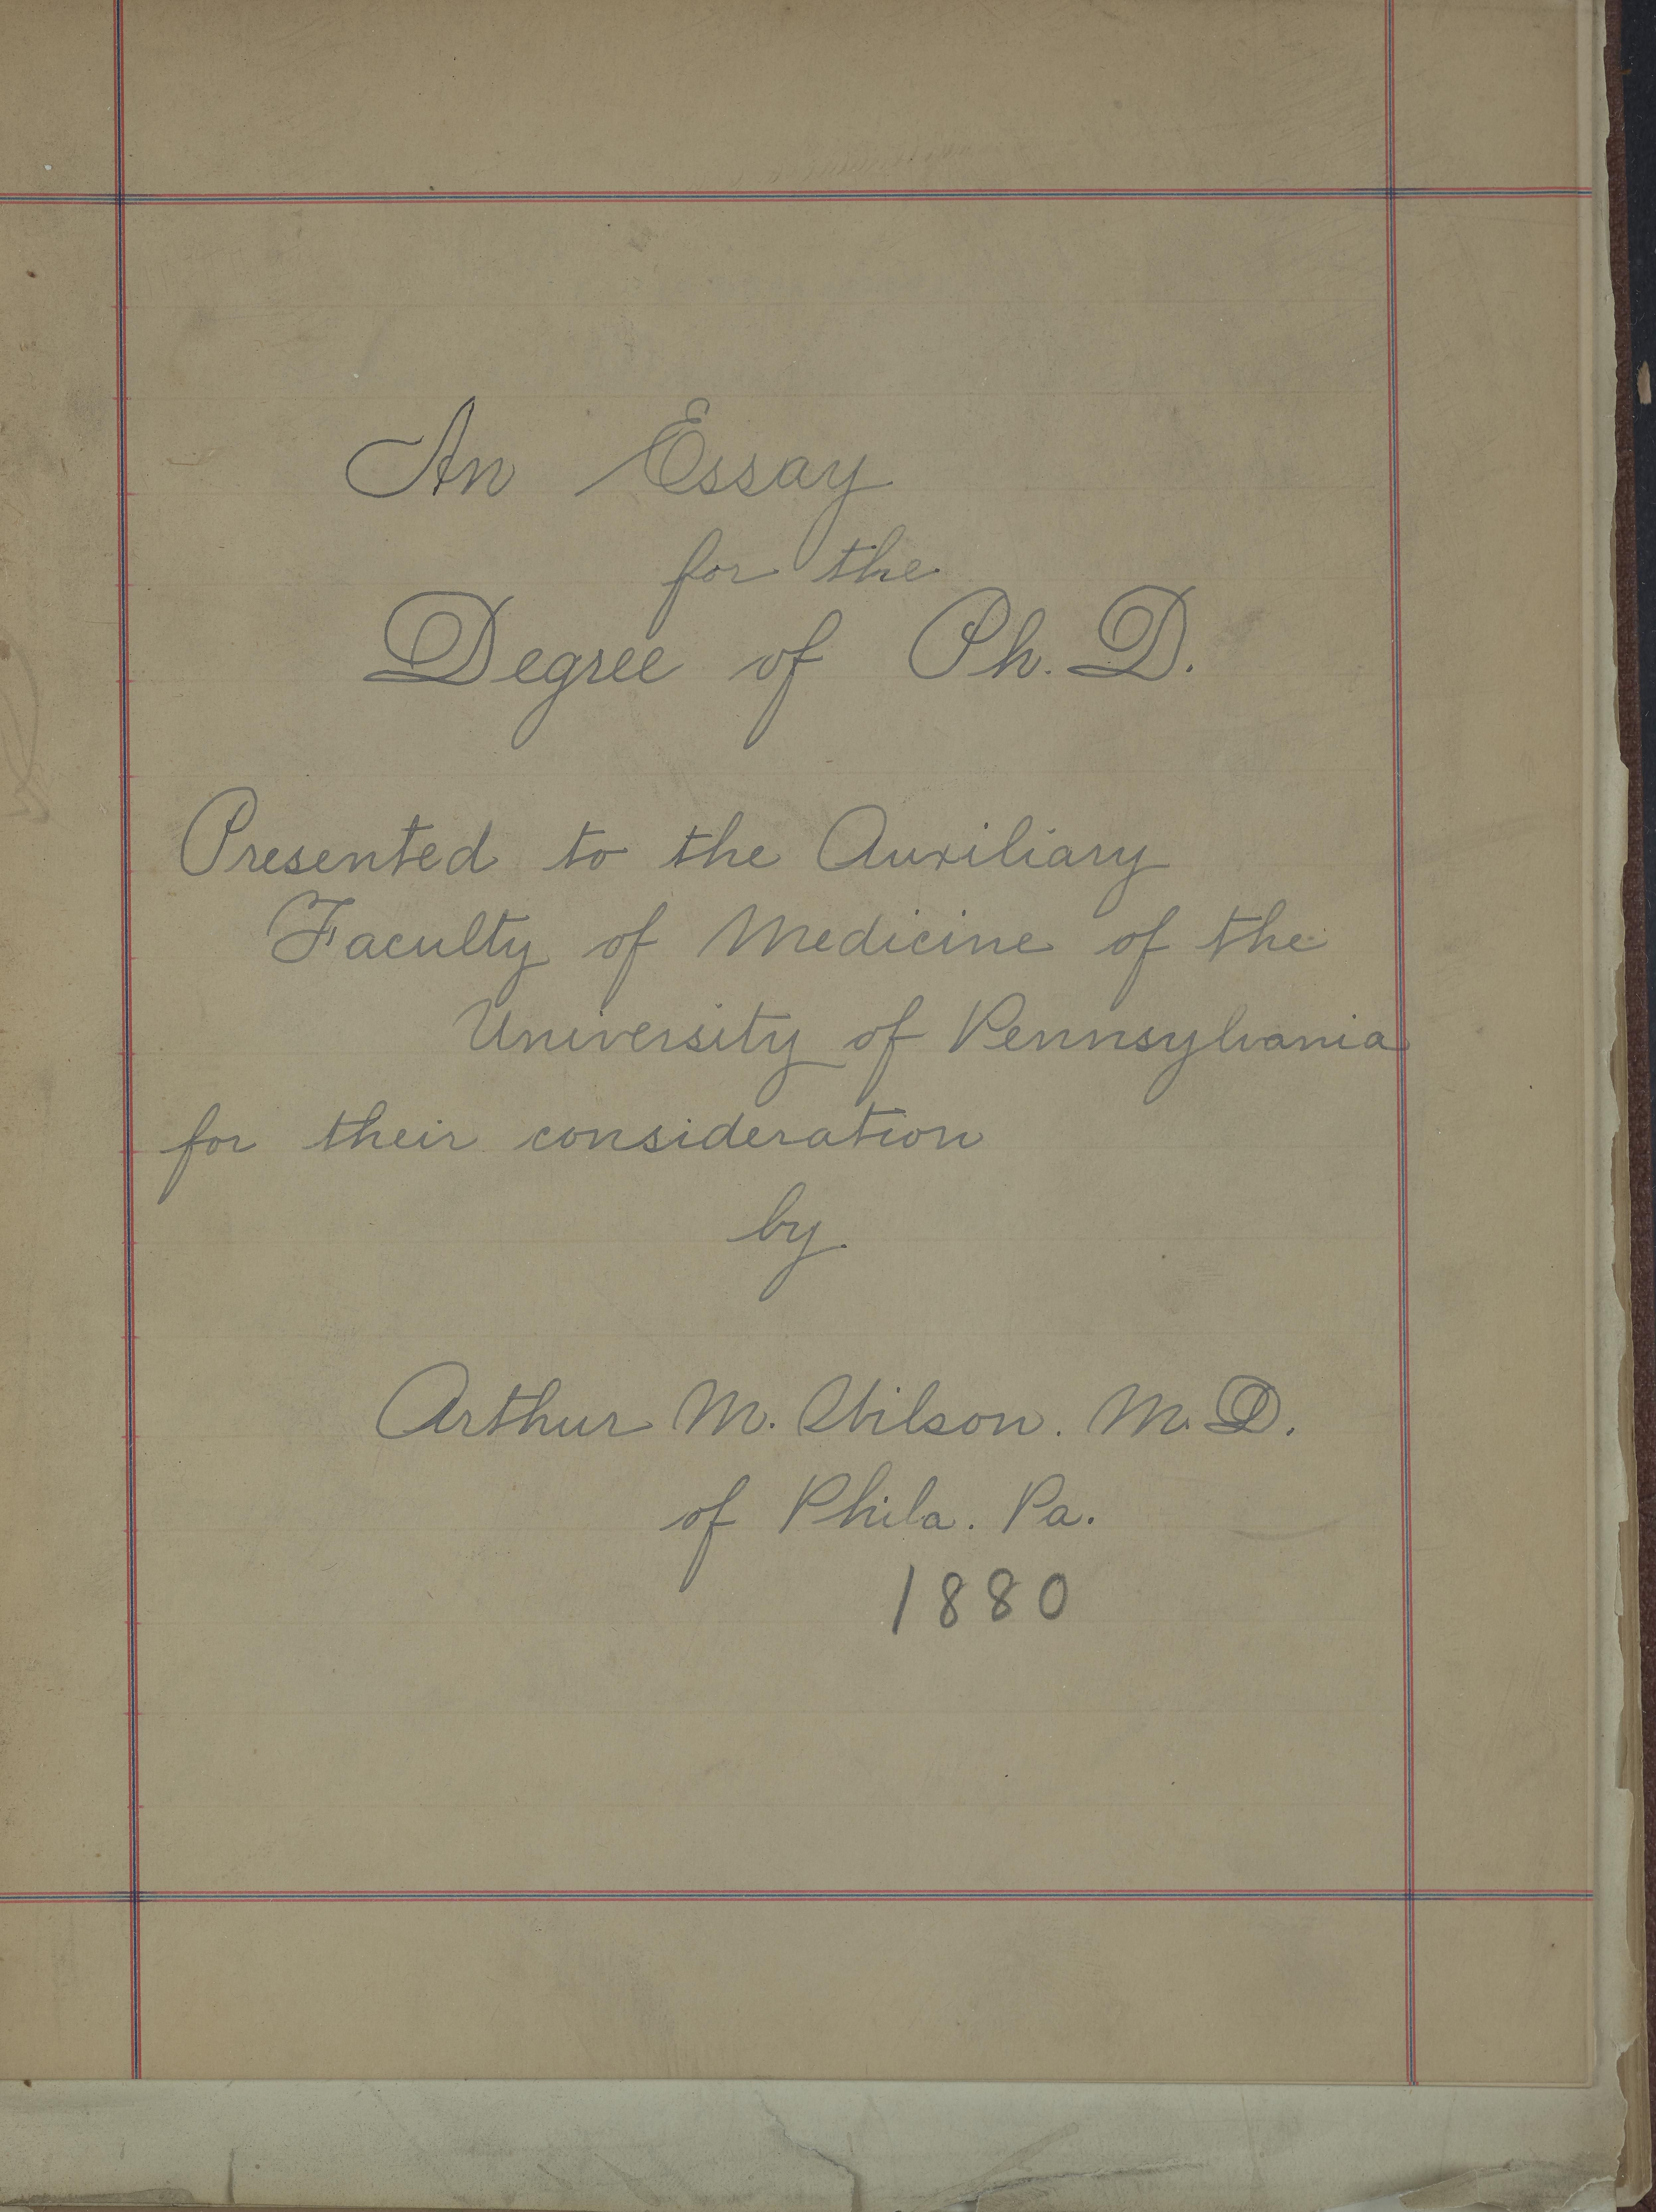 An Essay
for the
Degree of Ph. D.
Presented to the Auxiliary
Faculty of Medicine of the
University of Pennsylvania
for their consideration
by
Arthur M. Wilson. M. D.
of Phila. Pa.
1880